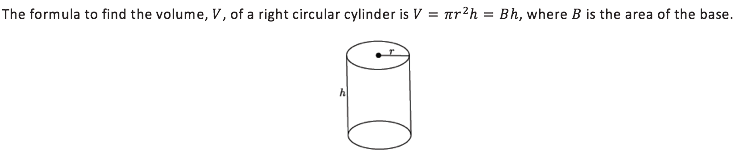 The formula to find the volume, V, of a right circular cylinder is V = πr²h = Bh, where B is the area of the base.
r
h